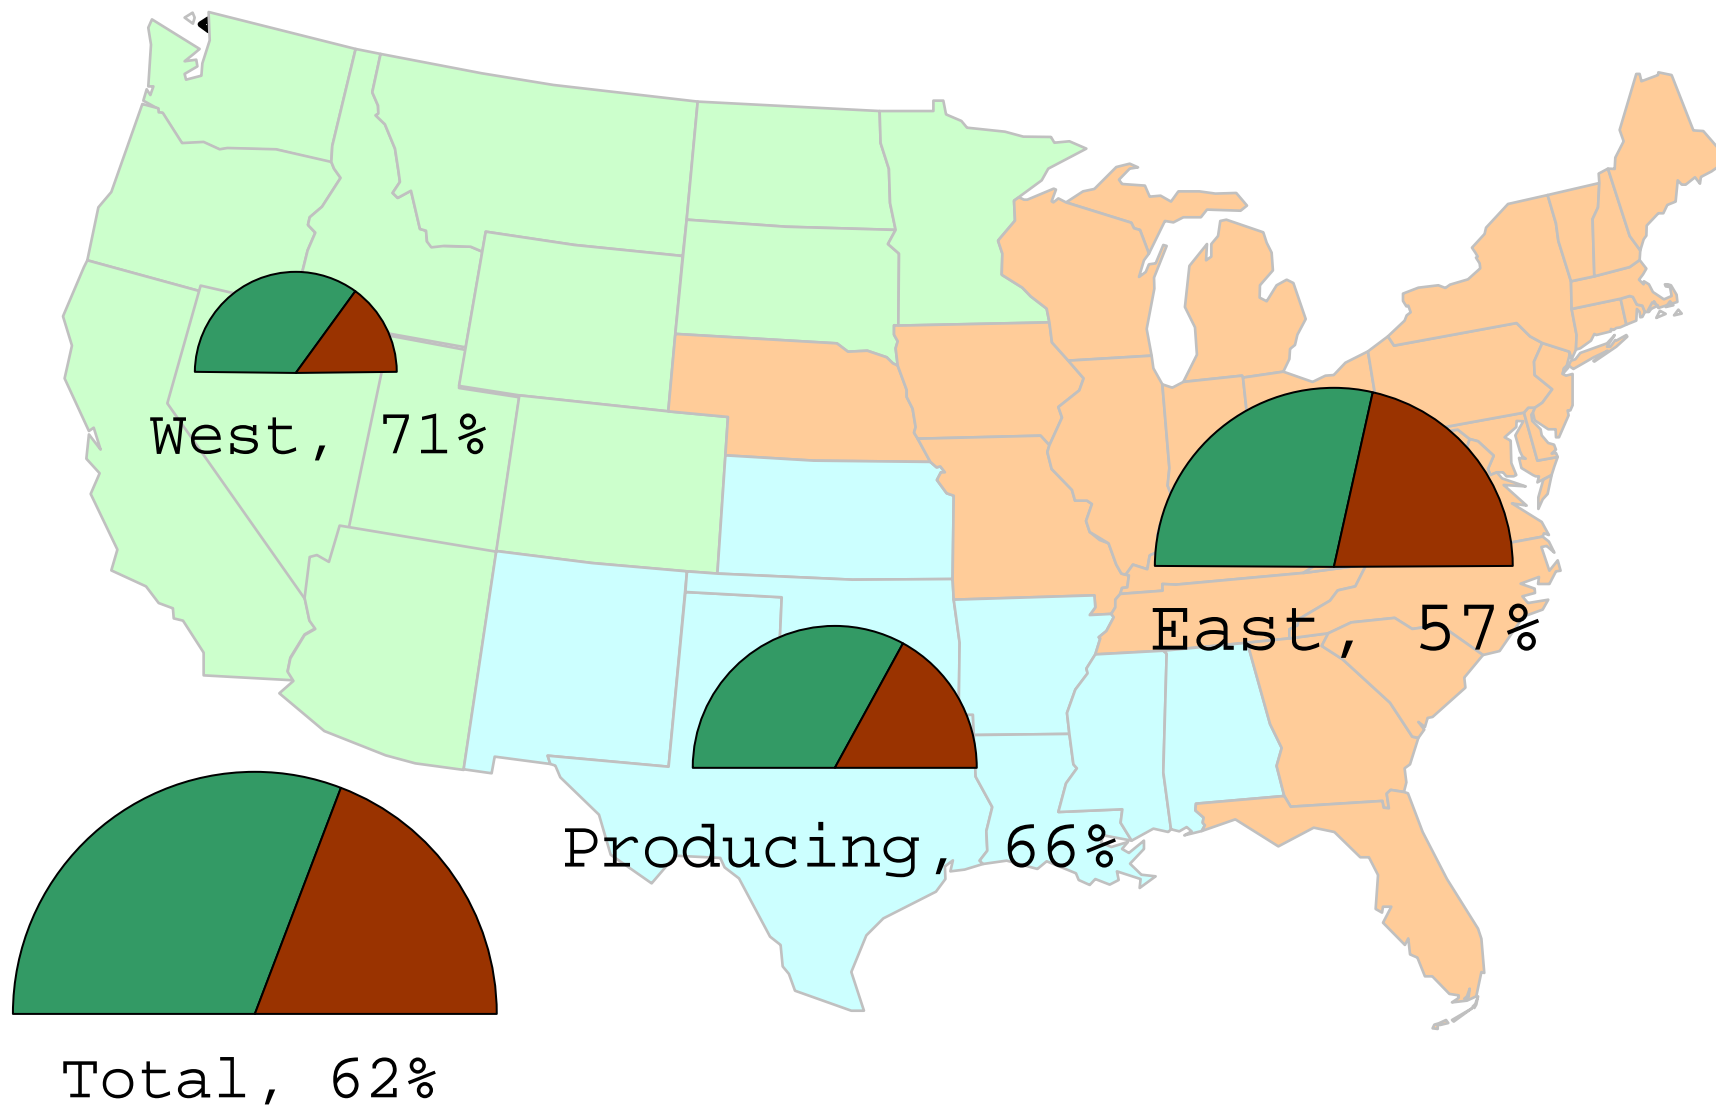 West, 71%
East, 57%
Producing, 66%
Total, 62%